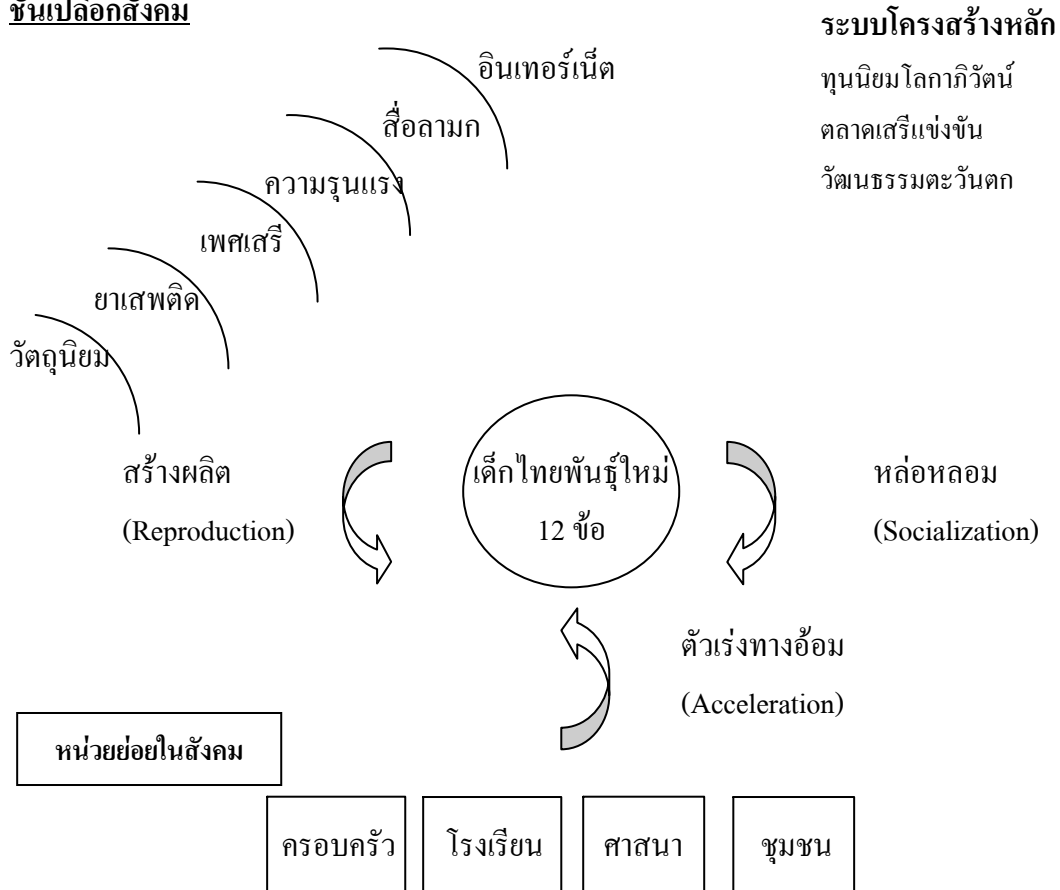 ชั้นเปลือกสังคม
ระบบโครงสร้างหลัก
ทุนนิยมโลกาภิวัตน์
ตลาดเสรีแข่งขัน
วัฒนธรรมตะวันตก
อินเทอร์เน็ต
สื่อลามก
ความรุนแรง
เพศเสรี
ยาเสพติด
วัตถุนิยม
สร้างผลิต
(Reproduction)
เด็กไทยพันธุ์ใหม่
12 ข้อ
หล่อหลอม
(Socialization)
ตัวเร่งทางอ้อม
(Acceleration)
หน่วยย่อยในสังคม
ครอบครัว
โรงเรียน
ศาสนา
ชุมชน